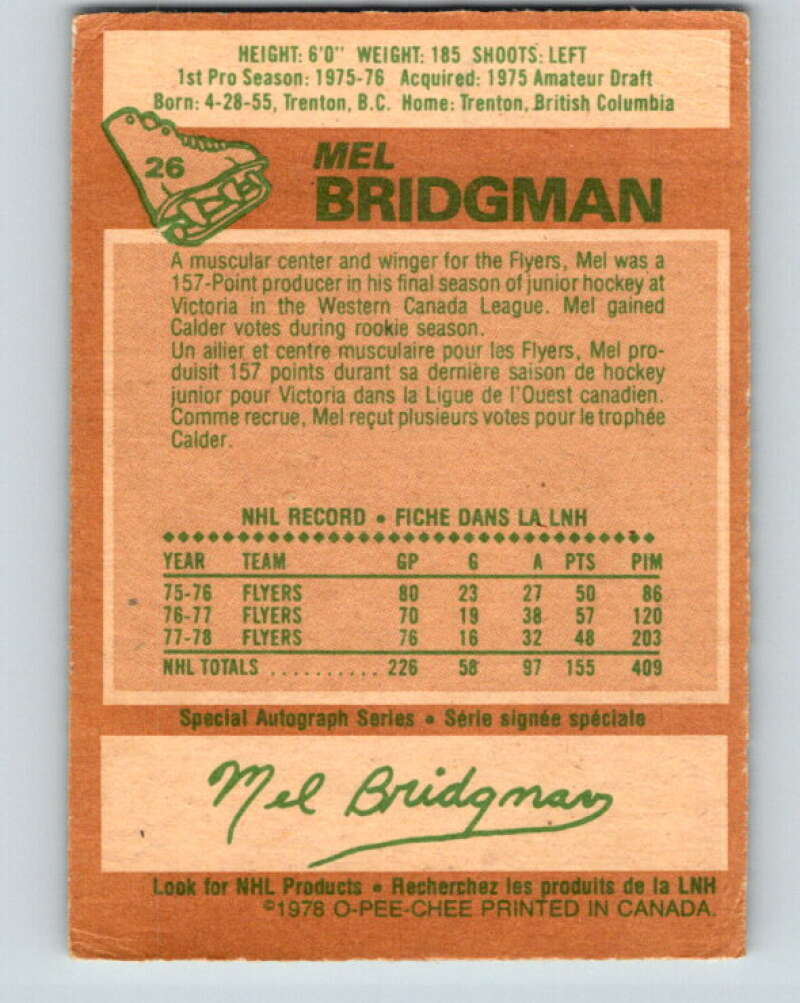 HEIGHT: 6'0" WEIGHT: 185 SHOOTS: LEFT
1st Pro Season: 1975-76 Acquired: 1975 Amateur Draft
Born: 4-28-55, Trenton, B.C. Home: Trenton, British Columbia
26
MEL
BRIDGMAN
A muscular center and winger for the Flyers, Mel was a
157-Point producer in his final season of junior hockey at
Victoria in the Western Canada League. Mel gained
Calder votes during rookie season.
Un ailier et centre musculaire pour les Flyers, Mel pro-
duisit 157 points durant sa dernière saison de hockey
junior pour Victoria dans la Ligue de l'Ouest canadien.
Comme recrue, Mel reçut plusieurs votes pour le trophée
Calder.
NHL RECORD • FICHE DANS LA LNH
YEAR TEAM GP G A PTS PIM
75-76 FLYERS 80 23 27 50 86
76-77 FLYERS 70 19 38 57 120
77-78 FLYERS 76 16 32 48 203
NHL TOTALS .......... 226 58 97 155 409
Special Autograph Series • Série signée spéciale
Mel Bridgman
Look for NHL Products • Recherchez les produits de la LNH
©1978 O-PEE-CHEE PRINTED IN CANADA.